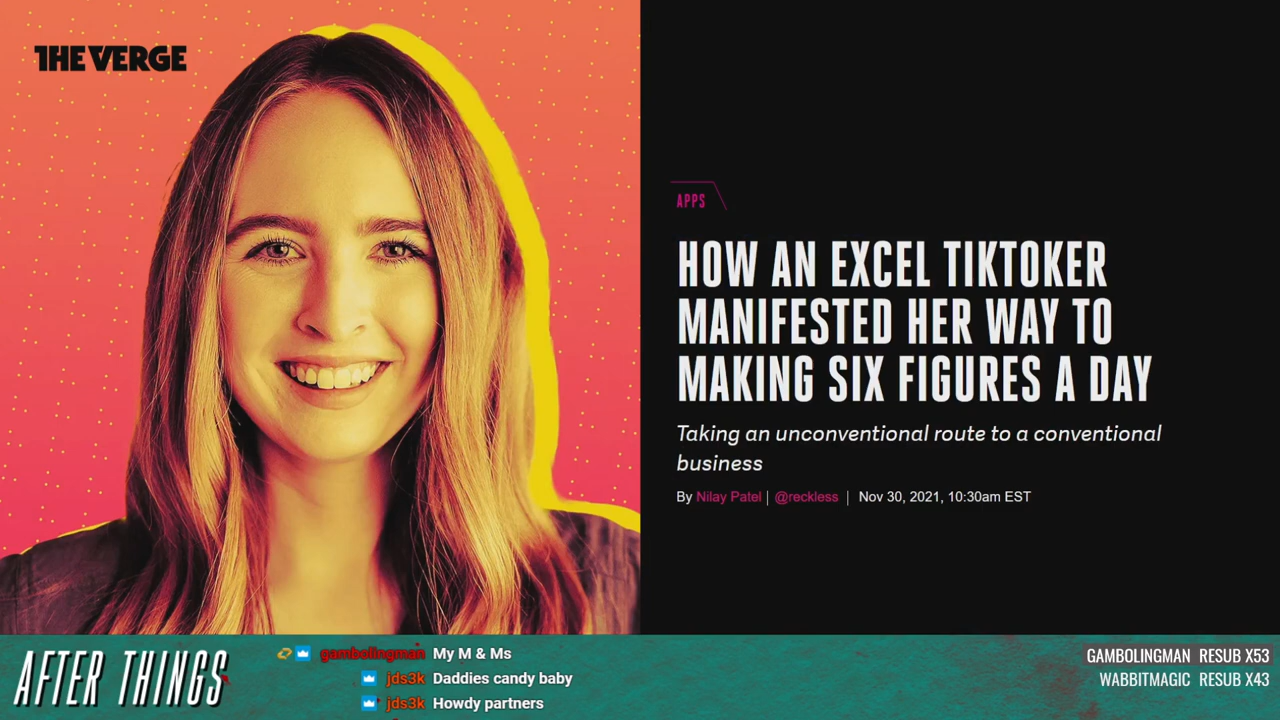 THE VERGE
APPS
HOW AN EXCEL TIKTOKER
MANIFESTED HER WAY TO
MAKING SIX FIGURES A DAY
Taking an unconventional route to a conventional
business
By Nilay Patel | @reckless | Nov 30, 2021, 10:30am EST
AFTER THINGS
gambolingman My M & Ms
jds3k Daddies candy baby
jds3k Howdy partners
GAMBOLINGMAN RESUB X53
WABBITMAGIC RESUB X43